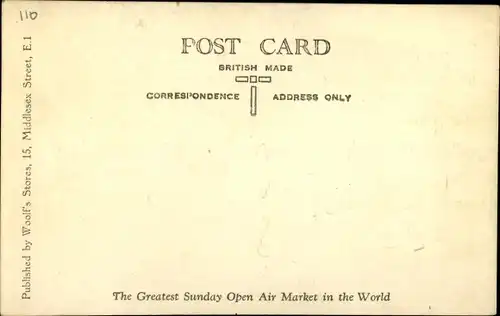 110
POST CARD
BRITISH MADE
CORRESPONDENCE ADDRESS ONLY
Published by Woolf's Stores, 15, Middlesex Street, E.1
The Greatest Sunday Open Air Market in the World